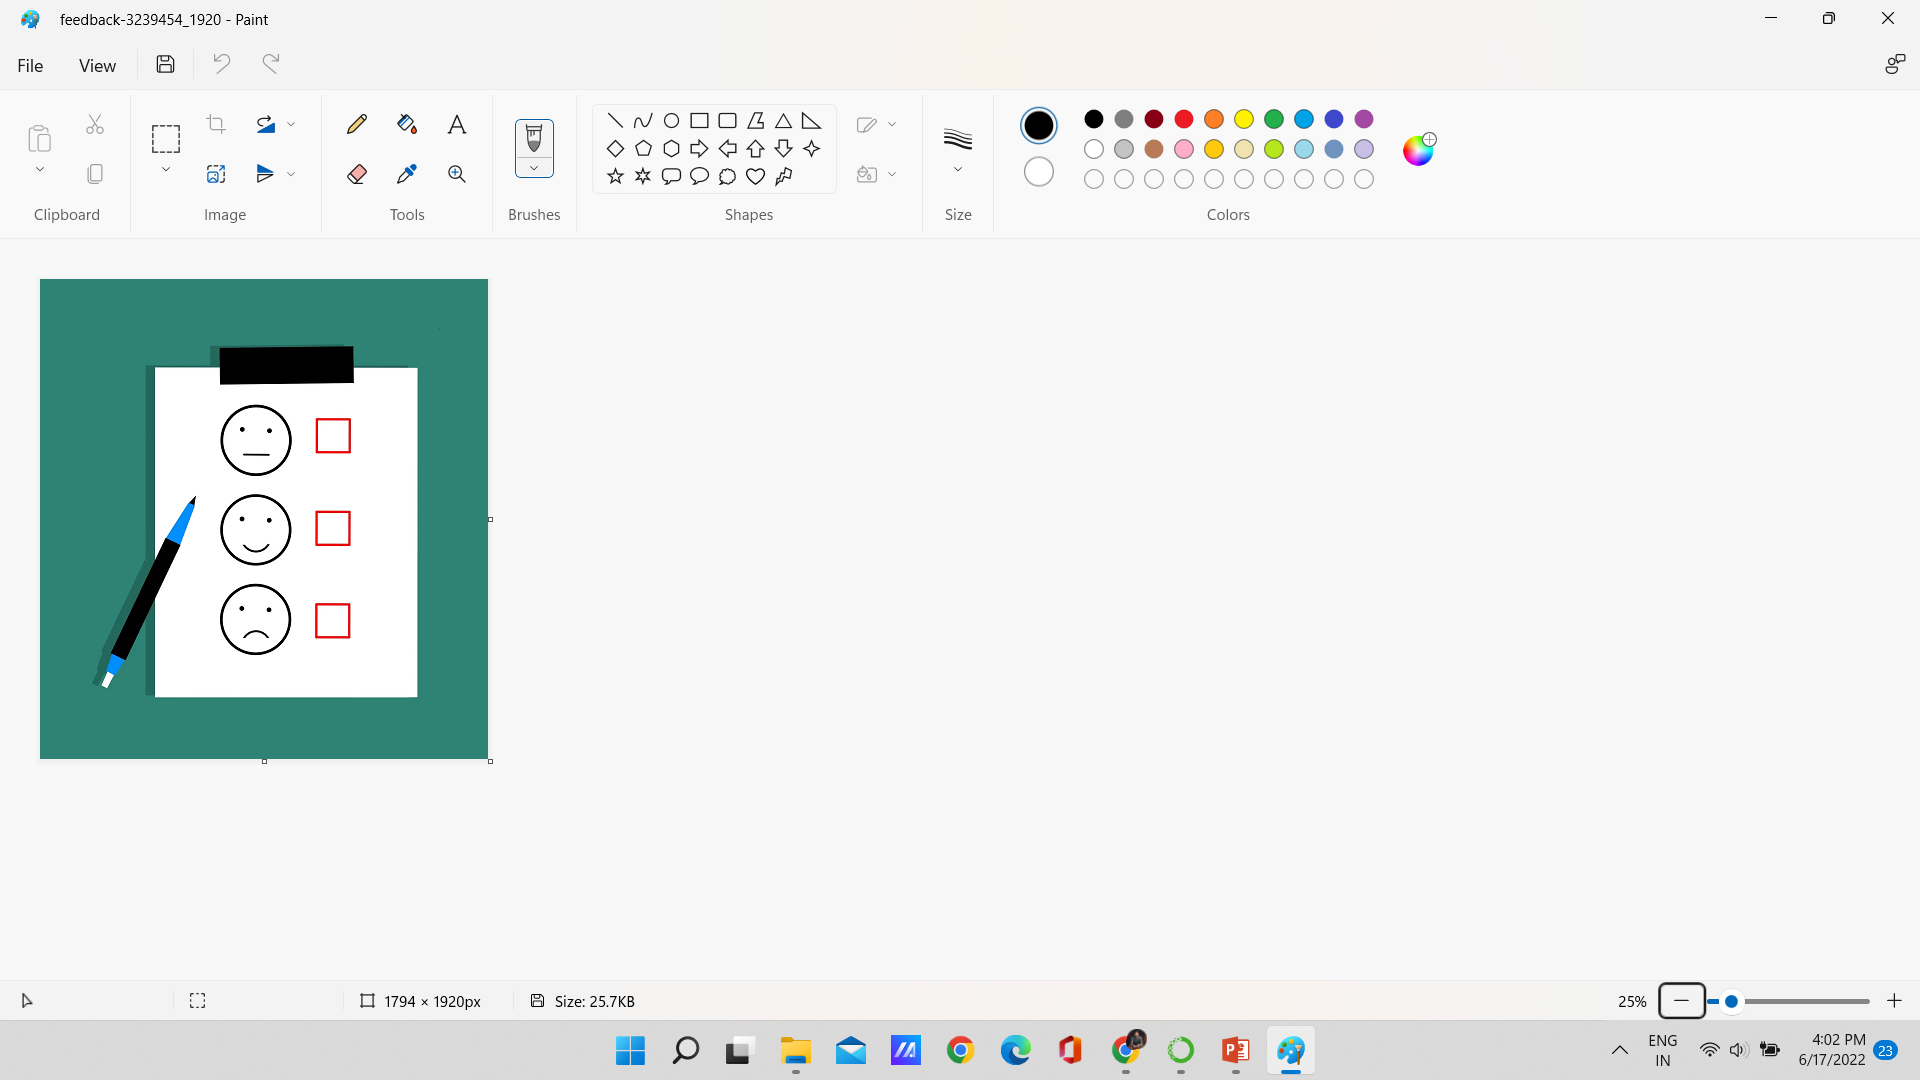 feedback-3239454_1920 - Paint
File View
Clipboard Image Tools Brushes Shapes Size Colors
1794 × 1920px Size: 25.7KB 25%
ENG 4:02 PM
IN 6/17/2022 23